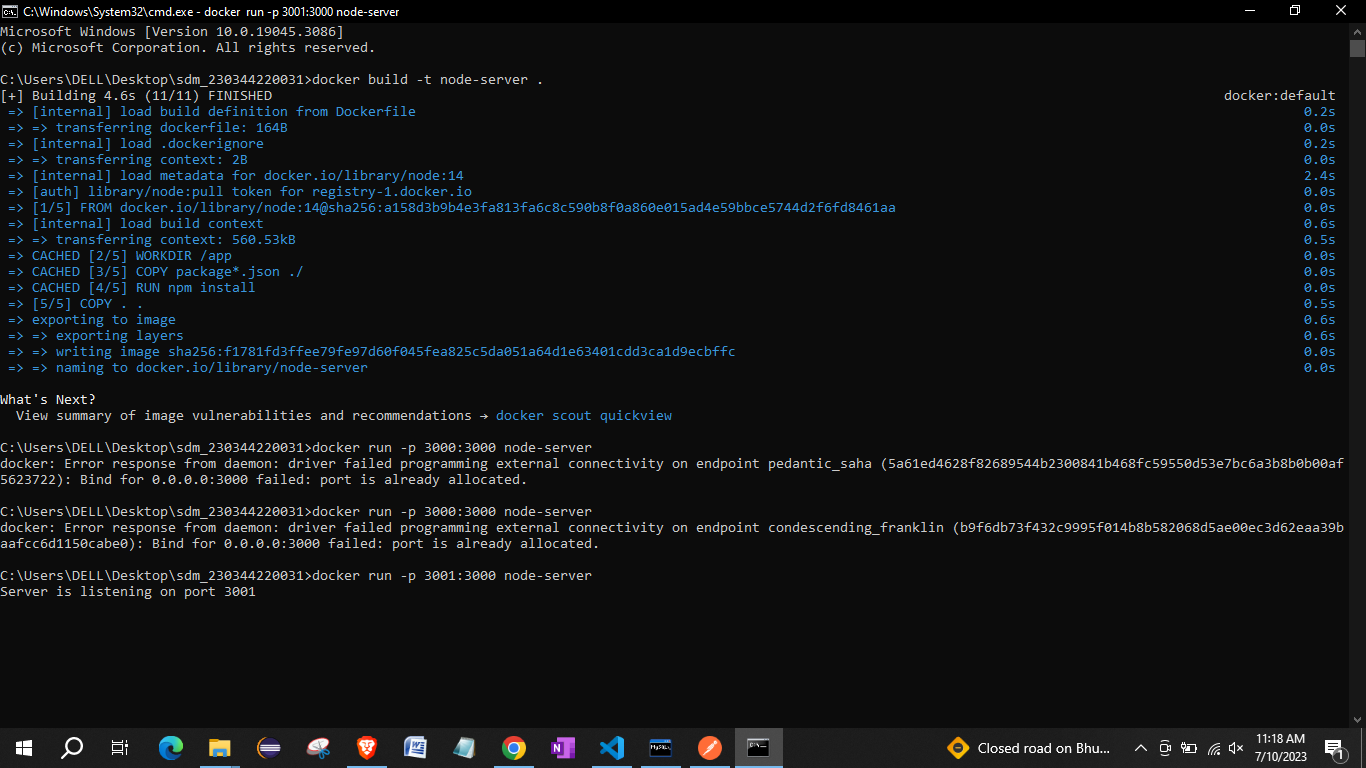 C:\Windows\System32\cmd.exe - docker run -p 3001:3000 node-server
Microsoft Windows [Version 10.0.19045.3086]
(c) Microsoft Corporation. All rights reserved.
C:\Users\DELL\Desktop\sdm_230344220031>docker build -t node-server .
[+] Building 4.6s (11/11) FINISHED docker:default
=> [internal] load build definition from Dockerfile 0.2s
=> => transferring dockerfile: 164B 0.0s
=> [internal] load .dockerignore 0.2s
=> => transferring context: 2B 0.0s
=> [internal] load metadata for docker.io/library/node:14 2.4s
=> [auth] library/node:pull token for registry-1.docker.io 0.0s
=> [1/5] FROM docker.io/library/node:14@sha256:a158d3b9b4e3fa813fa6c8c590b8f0a860e015ad4e59bbce5744d2f6fd8461aa 0.0s
=> [internal] load build context 0.6s
=> => transferring context: 560.53kB 0.5s
=> CACHED [2/5] WORKDIR /app 0.0s
=> CACHED [3/5] COPY package*.json ./ 0.0s
=> CACHED [4/5] RUN npm install 0.0s
=> [5/5] COPY . . 0.5s
=> exporting to image 0.6s
=> => exporting layers 0.6s
=> => writing image sha256:f1781fd3ffee79fe97d60f045fea825c5da051a64d1e63401cdd3ca1d9ecbffc 0.0s
=> => naming to docker.io/library/node-server 0.0s
What's Next?
View summary of image vulnerabilities and recommendations → docker scout quickview
C:\Users\DELL\Desktop\sdm_230344220031>docker run -p 3000:3000 node-server
docker: Error response from daemon: driver failed programming external connectivity on endpoint pedantic_saha (5a61ed4628f82689544b2300841b468fc59550d53e7bc6a3b8b0b00af
5623722): Bind for 0.0.0.0:3000 failed: port is already allocated.
C:\Users\DELL\Desktop\sdm_230344220031>docker run -p 3000:3000 node-server
docker: Error response from daemon: driver failed programming external connectivity on endpoint condescending_franklin (b9f6db73f432c9995f014b8b582068d5ae00ec3d62eaa39b
aafcc6d1150cabe0): Bind for 0.0.0.0:3000 failed: port is already allocated.
C:\Users\DELL\Desktop\sdm_230344220031>docker run -p 3001:3000 node-server
Server is listening on port 3001
Closed road on Bhu...
11:18 AM
7/10/2023
1